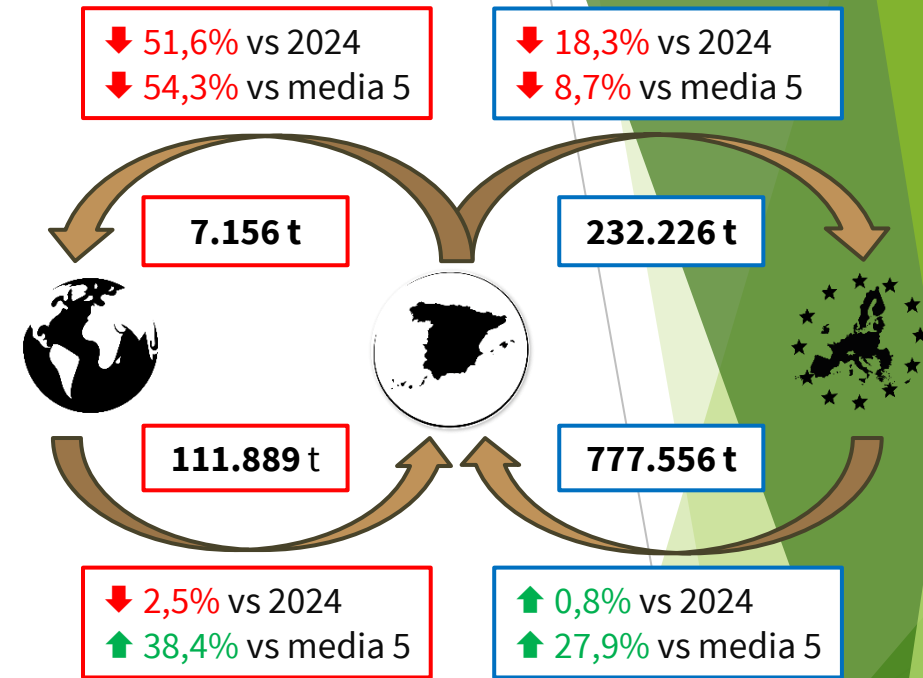 🡇 51,6% vs 2024
🡇 54,3% vs media 5
🡇 18,3% vs 2024
🡇 8,7% vs media 5
7.156 t
232.226 t
111.889 t
777.556 t
🡇 2,5% vs 2024
🡅 38,4% vs media 5
🡅 0,8% vs 2024
🡅 27,9% vs media 5